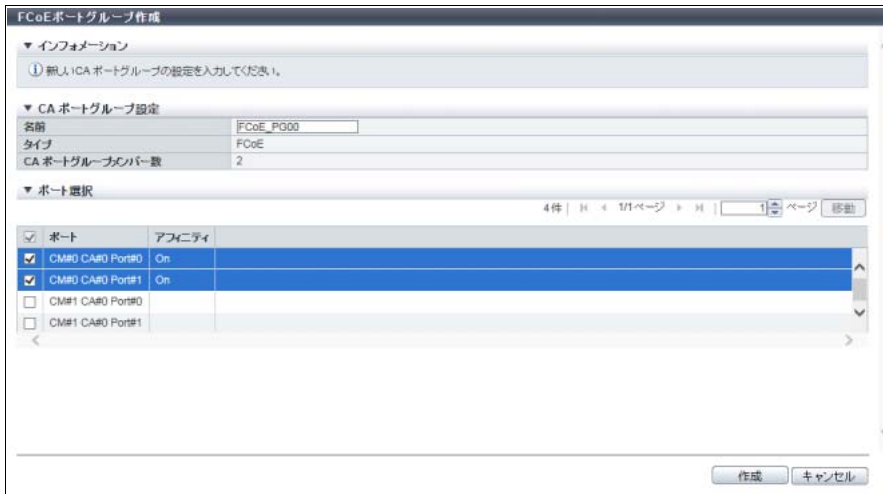 FCoEポートグループ作成
▼ インフォメーション
新しいCA ポートグループの設定を入力してください。
▼ CA ポートグループ設定
名前 FCoE_PG00
タイプ FCoE
CA ポートグループメンバー数 2
▼ ポート選択
4件 | 1/1ページ | 1 ページ 移動
ポート アフィニティ
CM#0 CA#0 Port#0 On
CM#0 CA#0 Port#1 On
CM#1 CA#0 Port#0
CM#1 CA#0 Port#1
作成 キャンセル